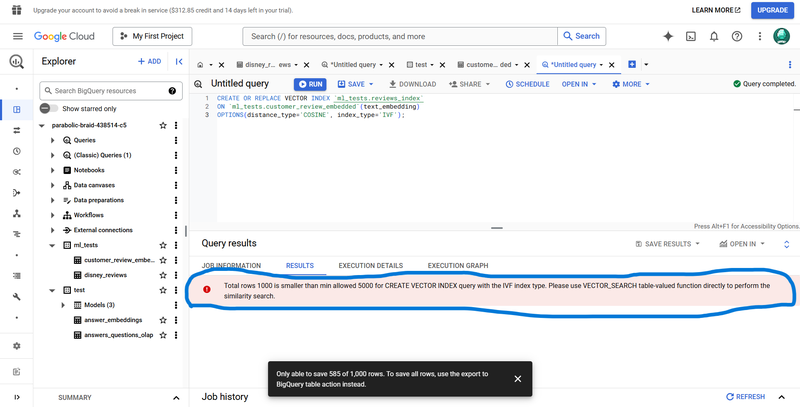 Upgrade your account to avoid a break in service ($312.85 credit and 14 days left in your trial).
LEARN MORE
UPGRADE
Google Cloud
My First Project
Search (/) for resources, docs, products, and more
Search
Explorer
+ ADD
disney_r... ews
*Untitled query
test
custome... ded
*Untitled query
Search BigQuery resources
Untitled query
RUN
SAVE
DOWNLOAD
SHARE
SCHEDULE
OPEN IN
MORE
Query completed.
Show starred only
1 CREATE OR REPLACE VECTOR INDEX `ml_tests.reviews_index`
2 ON `ml_tests.customer_review_embedded`(text_embedding)
3 OPTIONS(distance_type='COSINE', index_type='IVF');
parabolic-braid-438514-c5
Queries
(Classic) Queries (1)
Notebooks
Data canvases
Data preparations
Workflows
External connections
ml_tests
customer_review_embe...
disney_reviews
test
Models (3)
answer_embeddings
answers_questions_olap
Press Alt+F1 for Accessibility Options.
Query results
SAVE RESULTS
OPEN IN
JOB INFORMATION
RESULTS
EXECUTION DETAILS
EXECUTION GRAPH
Total rows 1000 is smaller than min allowed 5000 for CREATE VECTOR INDEX query with the IVF index type. Please use VECTOR_SEARCH table-valued function directly to perform the
similarity search.
Only able to save 585 of 1,000 rows. To save all rows, use the export to
BigQuery table action instead.
SUMMARY
Job history
REFRESH